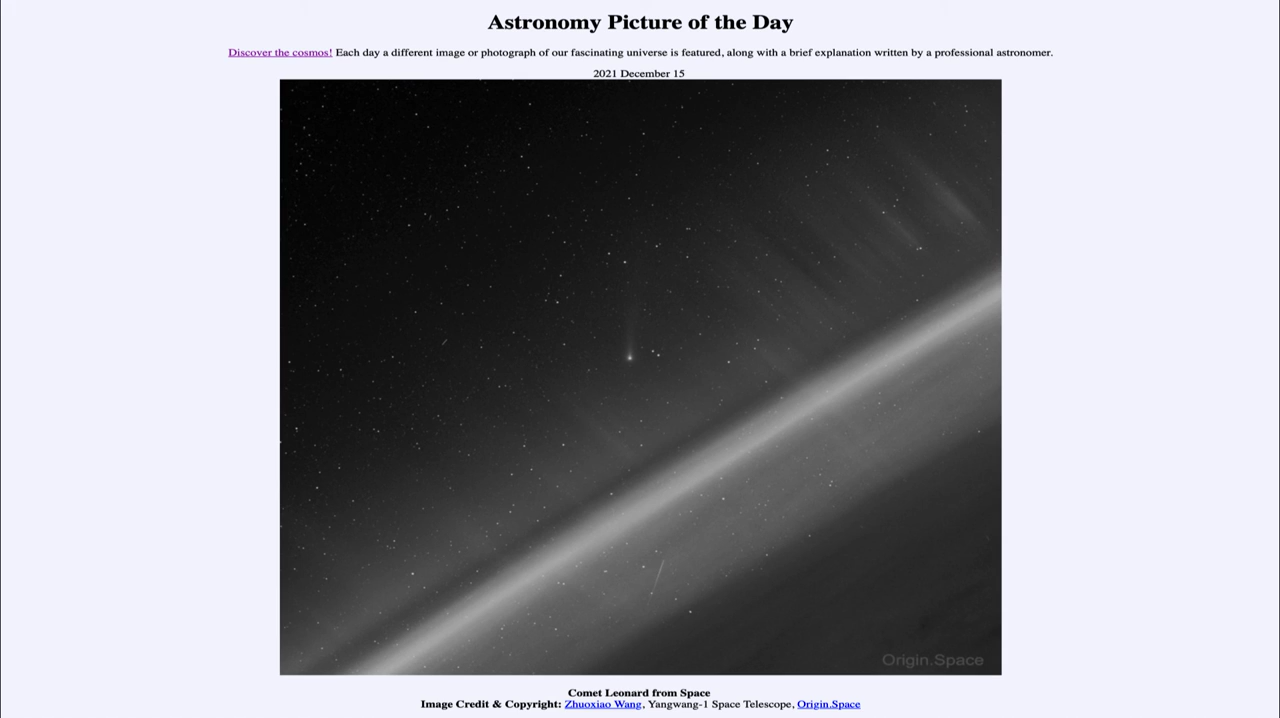 Astronomy Picture of the Day
Discover the cosmos! Each day a different image or photograph of our fascinating universe is featured, along with a brief explanation written by a professional astronomer.
2021 December 15
Origin.Space
Comet Leonard from Space
Image Credit & Copyright: Zhuoxiao Wang, Yangwang-1 Space Telescope, Origin.Space